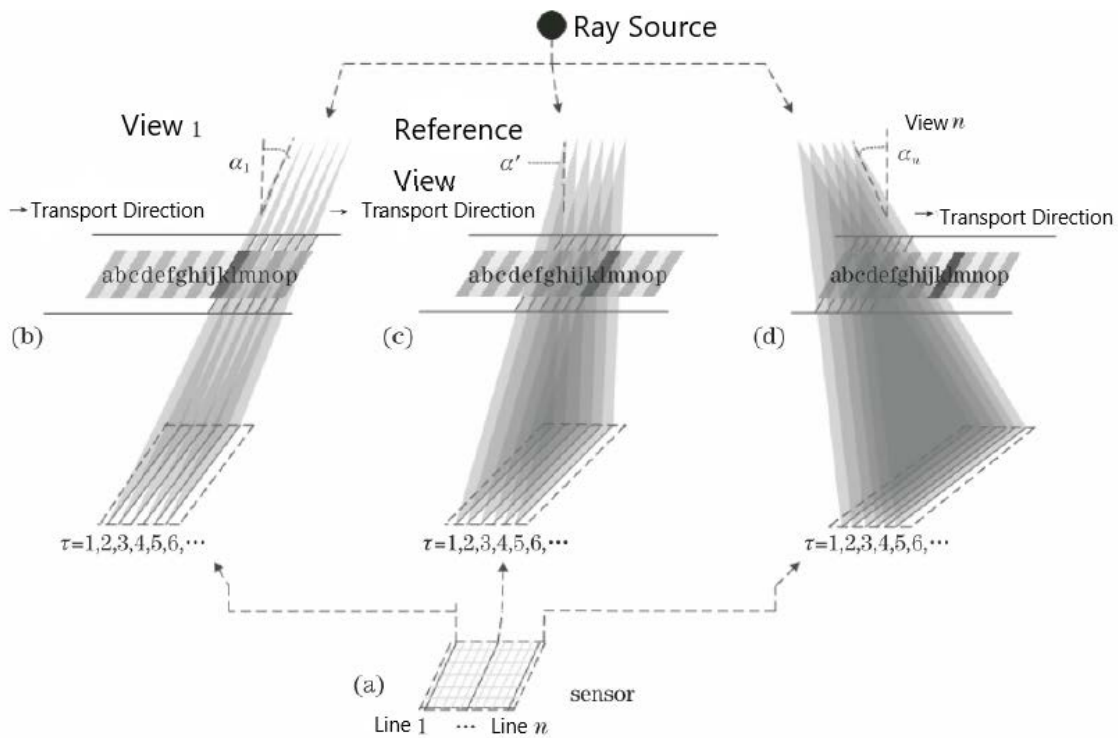 Ray Source
View 1
α₁
Reference
View
α′
View n
αₙ
→ Transport Direction
→ Transport Direction
→ Transport Direction
abcdefghijklmnop
abcdefghijklmnop
abcdefghijklmnop
(b)
(c)
(d)
τ=1,2,3,4,5,6,⋯
τ=1,2,3,4,5,6,⋯
τ=1,2,3,4,5,6,⋯
(a)
sensor
Line 1 ⋯ Line n